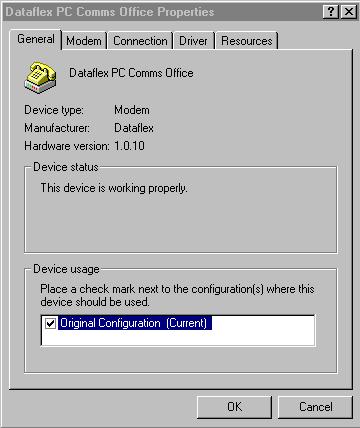 Dataflex PC Comms Office Properties
General Modem Connection Driver Resources
Dataflex PC Comms Office
Device type: Modem
Manufacturer: Dataflex
Hardware version: 1.0.10
Device status
This device is working properly.
Device usage
Place a check mark next to the configuration(s) where this
device should be used.
Original Configuration (Current)
OK Cancel